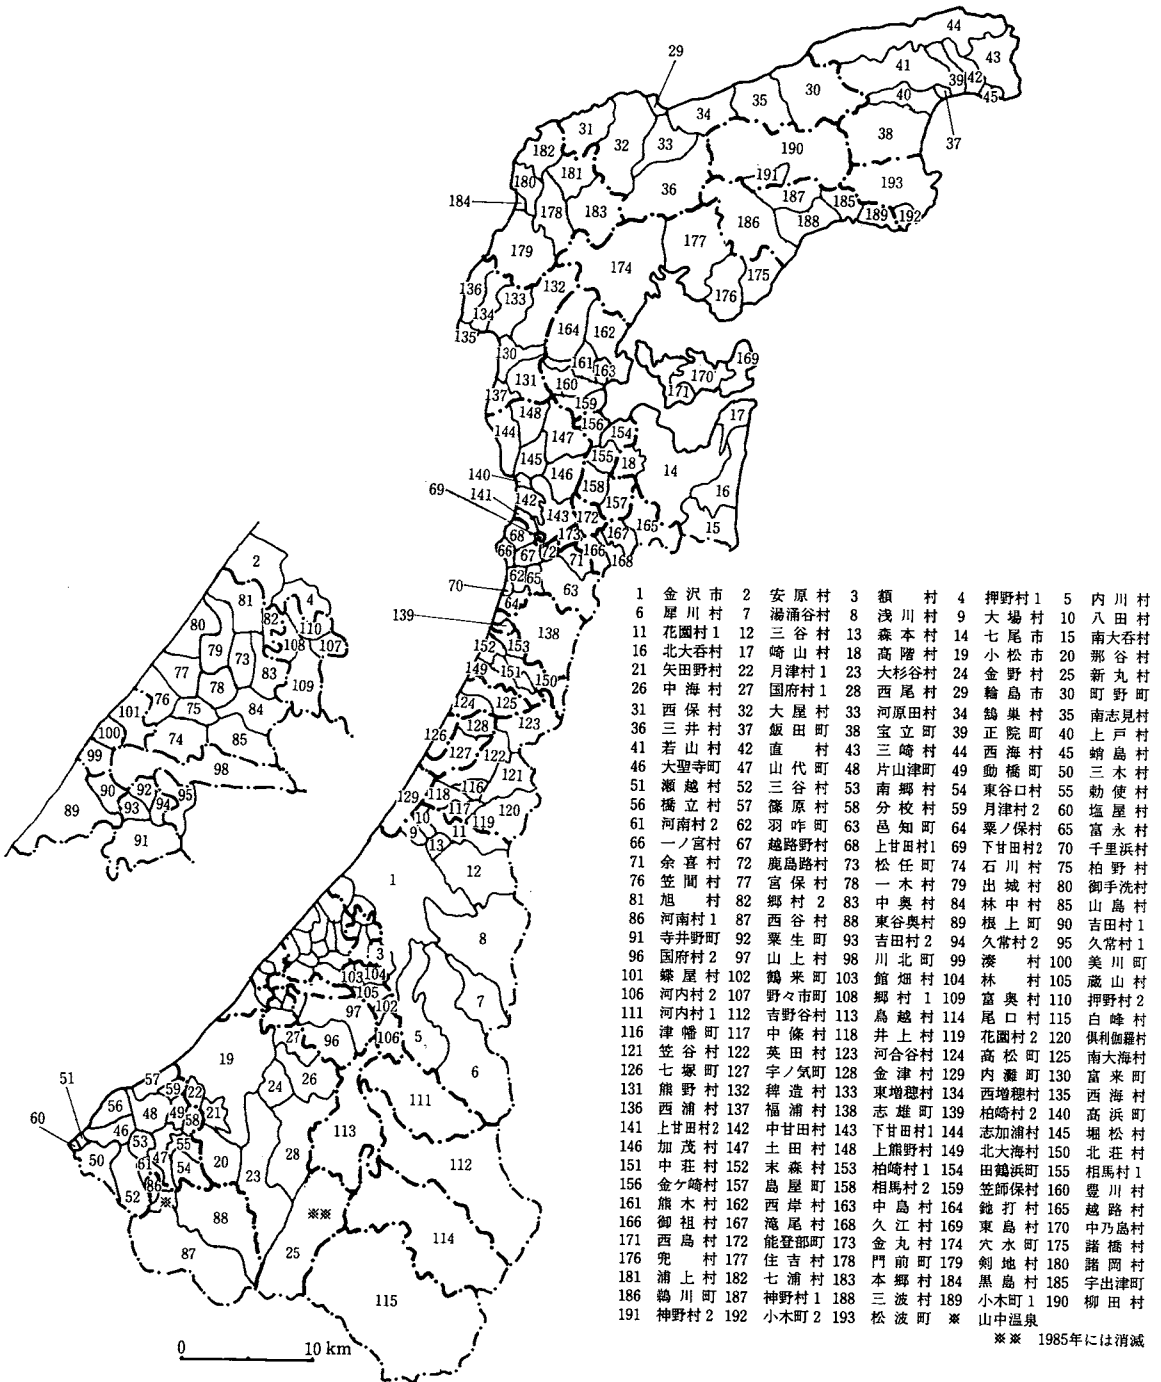 1 金沢市 2 安原村 3 額村 4 押野村1 5 内川村
6 犀川村 7 湯涌谷村 8 浅川村 9 大場村 10 八田村
11 花園村1 12 三谷村 13 森本村 14 七尾市 15 南大呑村
16 北大呑村 17 崎山村 18 高階村 19 小松市 20 那谷村
21 矢田野村 22 月津村1 23 大杉谷村 24 金野村 25 新丸村
26 中海村 27 国府村1 28 西尾村 29 輪島市 30 町野町
31 西保村 32 大屋村 33 河原田村 34 鵠巣村 35 南志見村
36 三井村 37 飯田町 38 宝立町 39 正院町 40 上戸村
41 若山村 42 直村 43 三崎村 44 西海村 45 蛸島村
46 大聖寺町 47 山代町 48 片山津町 49 動橋町 50 三木村
51 瀬越村 52 三谷村 53 南郷村 54 東谷口村 55 勅使村
56 橋立村 57 篠原村 58 分校村 59 月津村2 60 塩屋村
61 河南村2 62 羽咋町 63 邑知町 64 粟ノ保村 65 富永村
66 一ノ宮村 67 越路野村 68 上甘田村1 69 下甘田村2 70 千里浜村
71 余喜村 72 鹿島路村 73 松任町 74 石川村 75 柏野村
76 笠間村 77 宮保村 78 一木村 79 出城村 80 御手洗村
81 旭村 82 郷村2 83 中奥村 84 林中村 85 山島村
86 河南村1 87 西谷村 88 東谷奥村 89 根上町 90 吉田村1
91 寺井野町 92 粟生町 93 吉田村2 94 久常村2 95 久常村1
96 国府村2 97 山上村 98 川北町 99 湊村 100 美川町
101 蝶屋村 102 鶴来町 103 館畑村 104 林村 105 蔵山村
106 河内村2 107 野々市町 108 郷村1 109 富奥村 110 押野村2
111 河内村1 112 吉野谷村 113 鳥越村 114 尾口村 115 白峰村
116 津幡町 117 中條村 118 井上村 119 花園村2 120 倶利伽羅村
121 笠谷村 122 英田村 123 河合谷村 124 高松町 125 南大海村
126 七塚町 127 宇ノ気町 128 金津村 129 内灘町 130 富来町
131 熊野村 132 稗造村 133 東増穂村 134 西増穂村 135 西海村
136 西浦村 137 福浦村 138 志雄町 139 柏崎村2 140 高浜町
141 上甘田村2 142 中甘田村 143 下甘田村1 144 志加浦村 145 堀松村
146 加茂村 147 土田村 148 上熊野村 149 北大海村 150 北荘村
151 中荘村 152 末森村 153 柏崎村1 154 田鶴浜町 155 相馬村1
156 金ケ崎村 157 鳥屋町 158 相馬村2 159 笠師保村 160 豊川村
161 熊木村 162 西岸村 163 中島村 164 鉈打村 165 越路村
166 御祖村 167 滝尾村 168 久江村 169 東島村 170 中乃島村
171 西島村 172 能登部町 173 金丸村 174 穴水町 175 諸橋村
176 兜村 177 住吉村 178 門前町 179 剣地村 180 諸岡村
181 浦上村 182 七浦村 183 本郷村 184 黒島村 185 宇出津町
186 鵜川町 187 神野村1 188 三波村 189 小木町1 190 柳田村
191 神野村2 192 小木町2 193 松波町 ※ 山中温泉
※※ 1985年には消滅
0 10 km